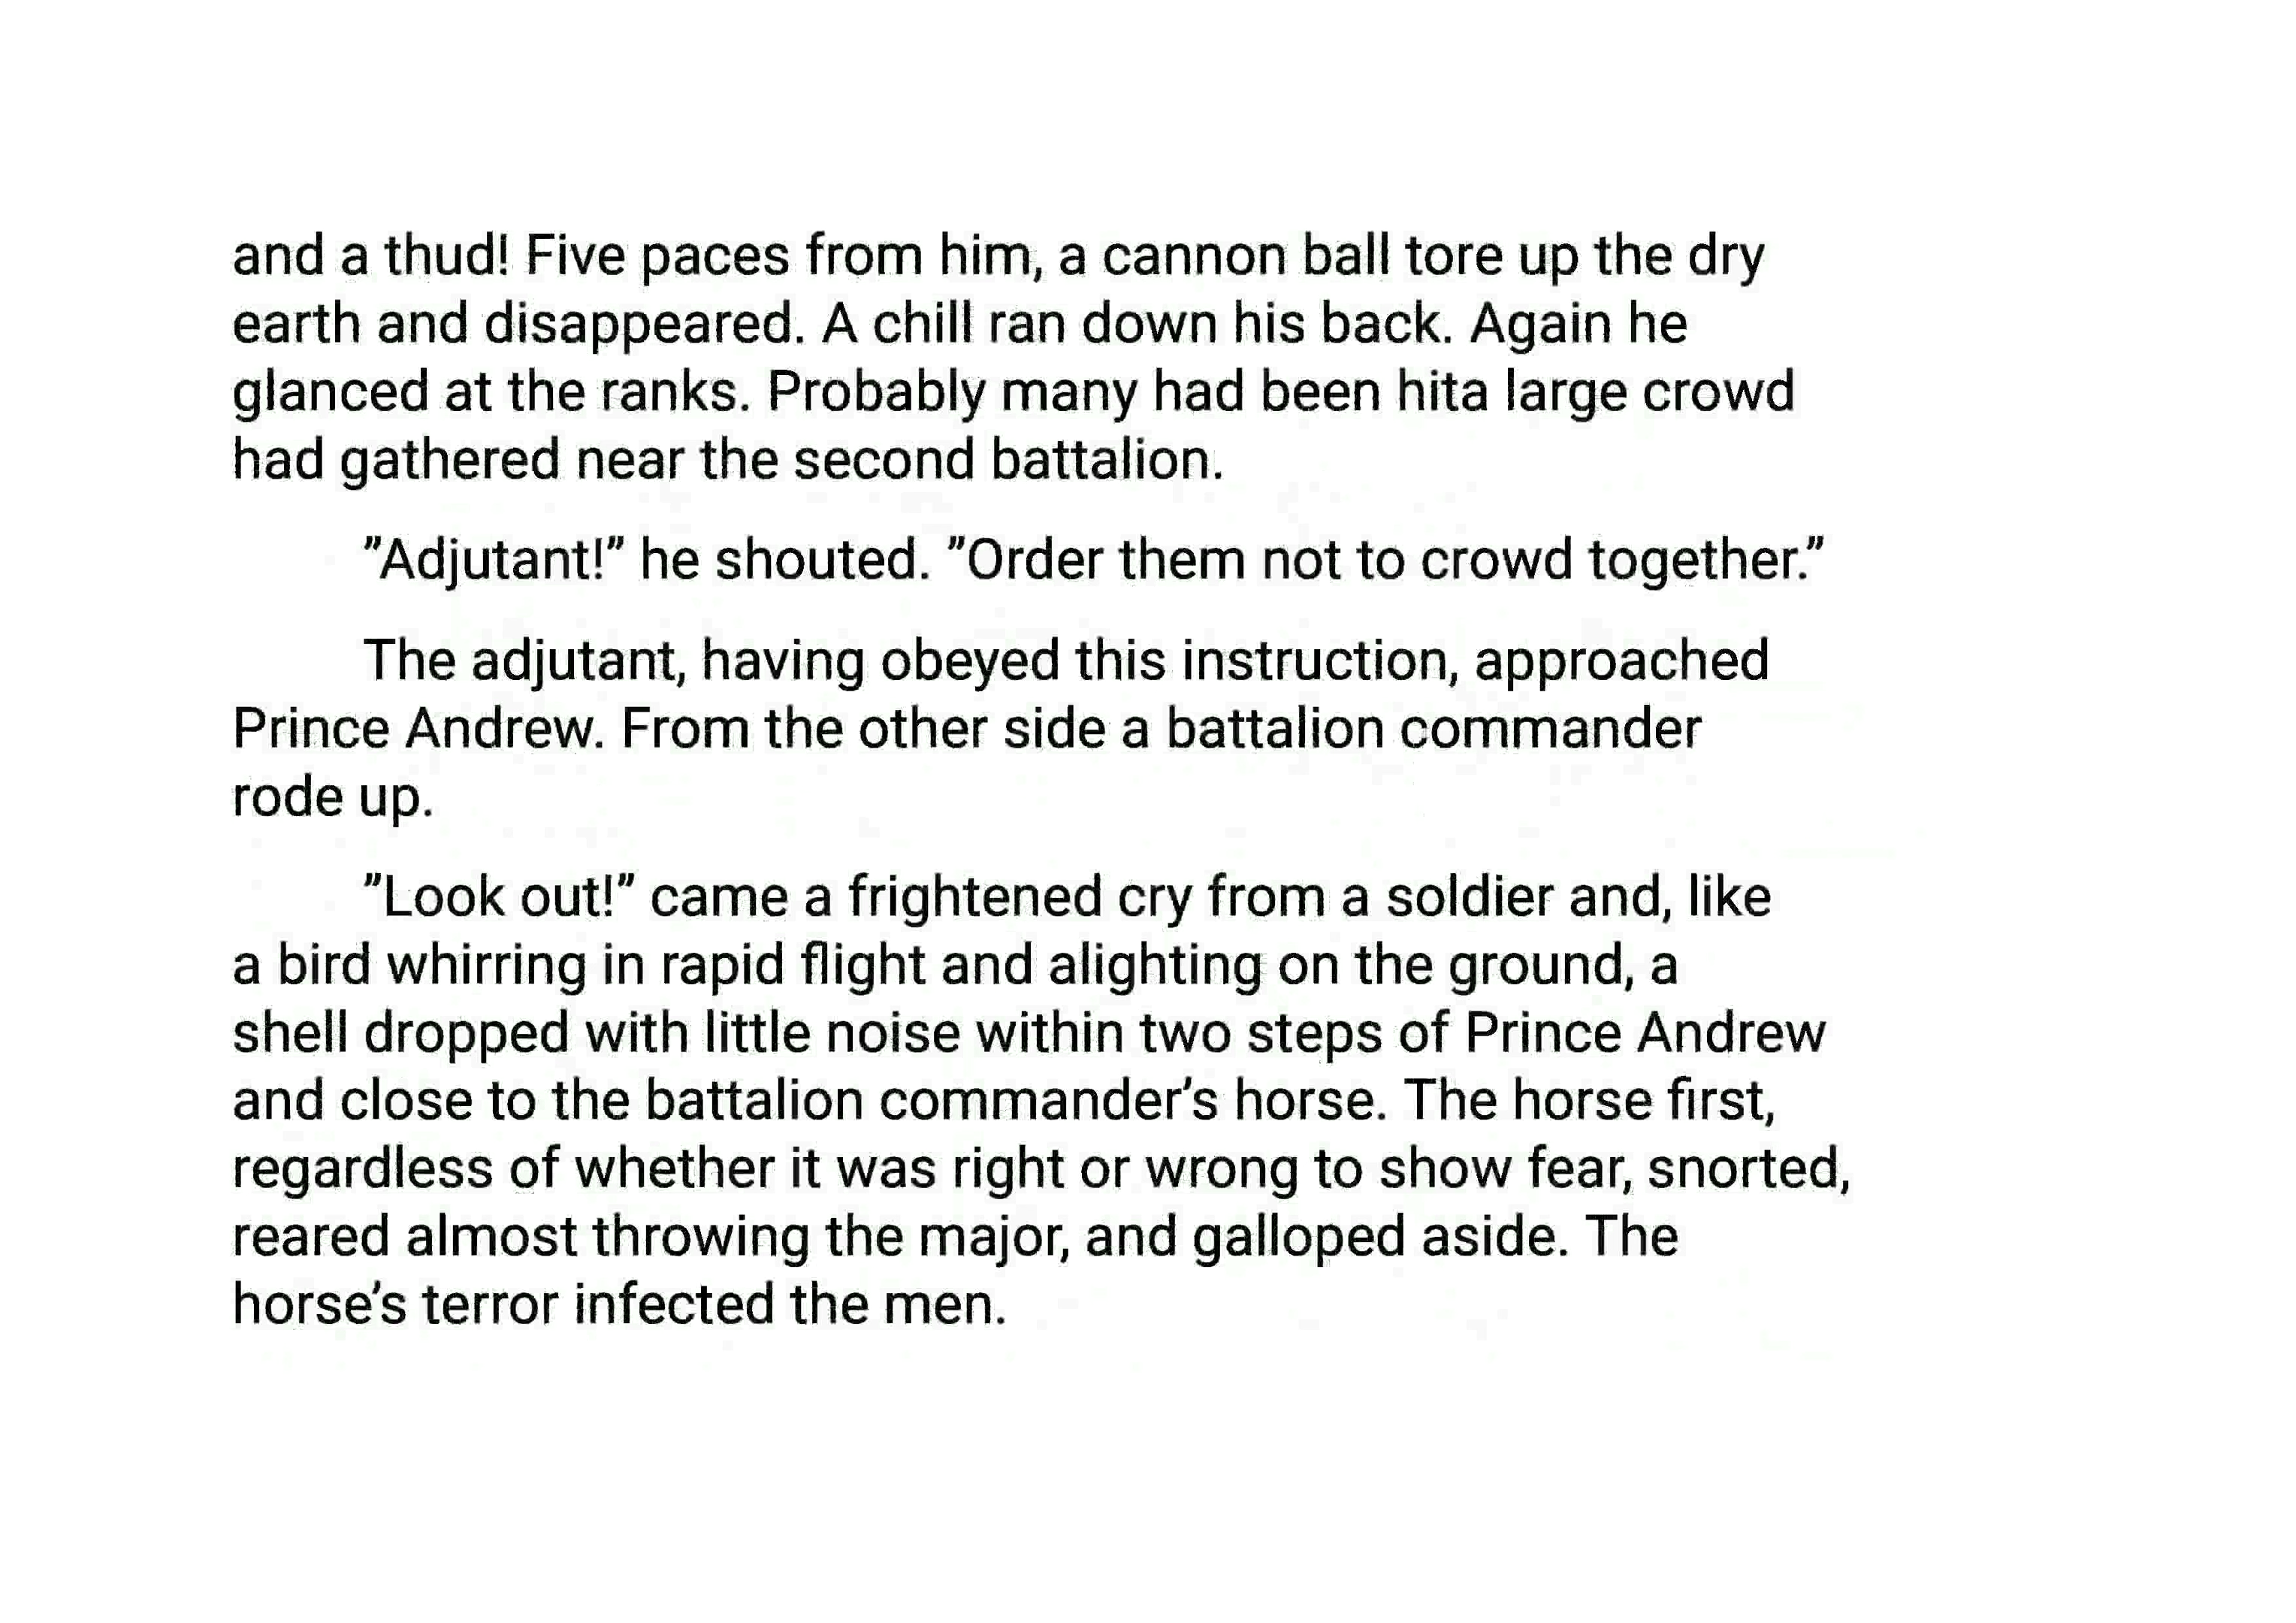 and a thud! Five paces from him, a cannon ball tore up the dry
earth and disappeared. A chill ran down his back. Again he
glanced at the ranks. Probably many had been hita large crowd
had gathered near the second battalion.
”Adjutant!” he shouted. ”Order them not to crowd together.”
The adjutant, having obeyed this instruction, approached
Prince Andrew. From the other side a battalion commander
rode up.
”Look out!” came a frightened cry from a soldier and, like
a bird whirring in rapid flight and alighting on the ground, a
shell dropped with little noise within two steps of Prince Andrew
and close to the battalion commander’s horse. The horse first,
regardless of whether it was right or wrong to show fear, snorted,
reared almost throwing the major, and galloped aside. The
horse’s terror infected the men.